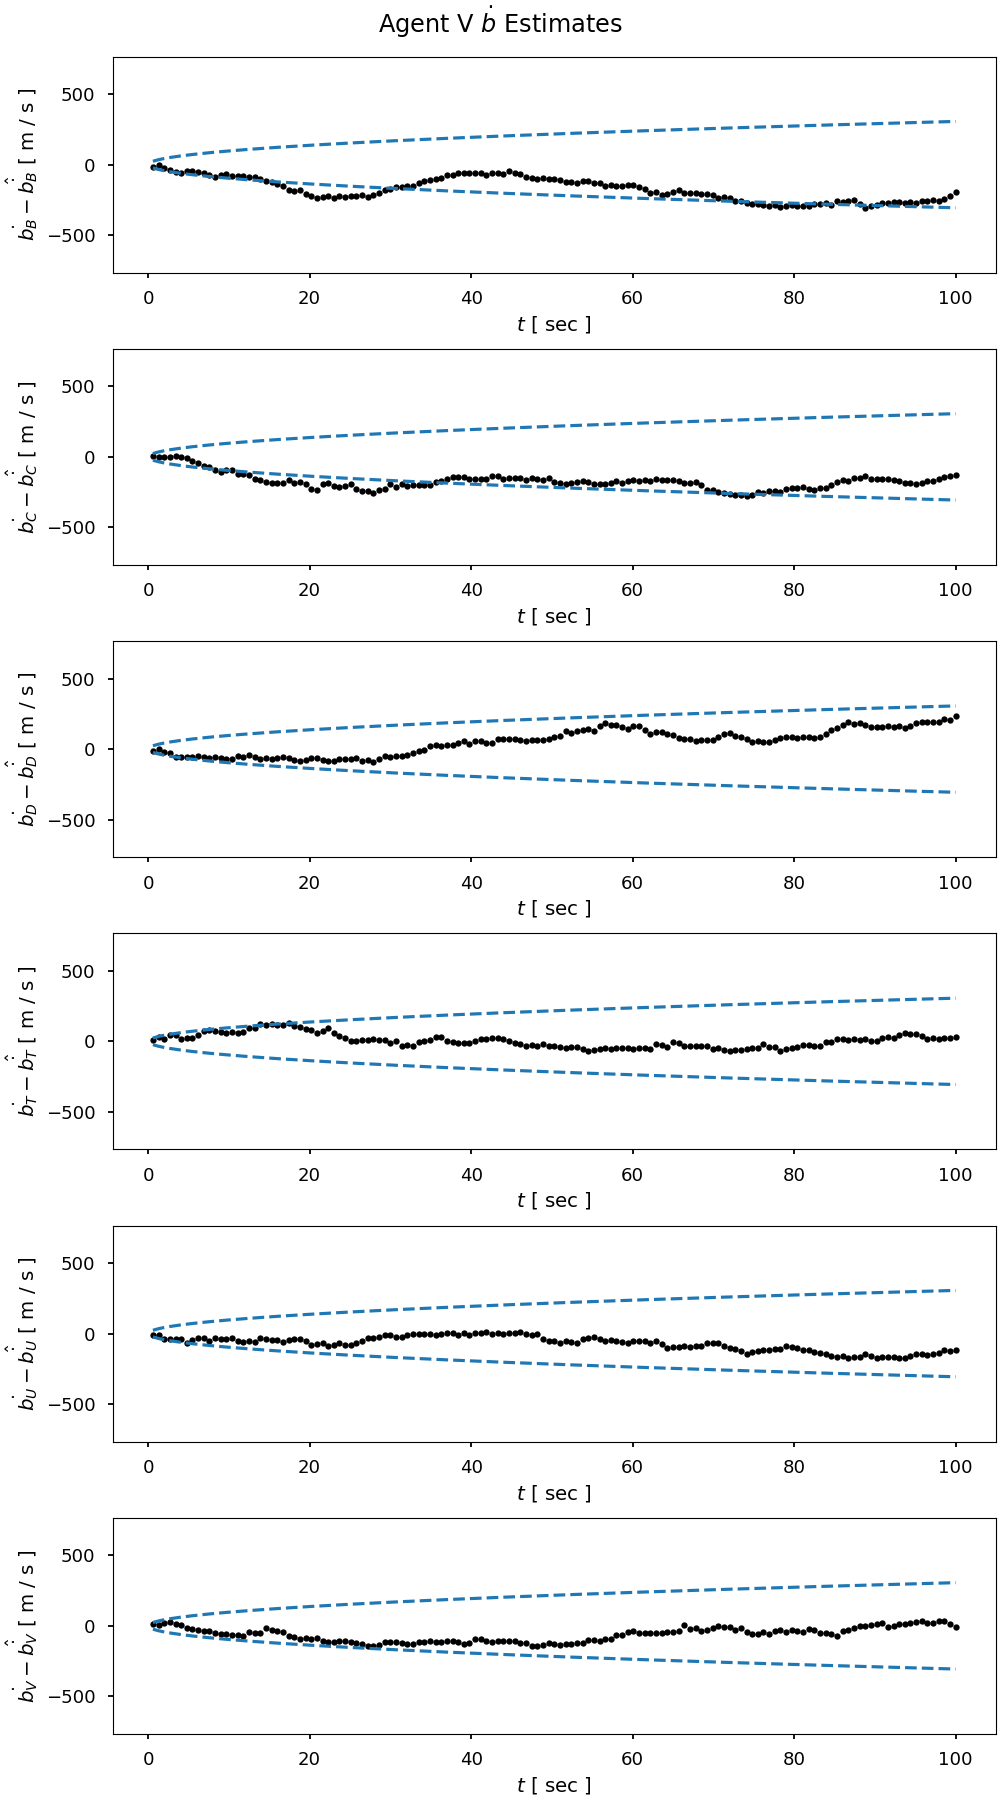 Agent V ḃ Estimates
ḃ_B − ḃ̂_B [ m / s ]
500
0
−500
0 20 40 60 80 100
t [ sec ]
ḃ_C − ḃ̂_C [ m / s ]
500
0
−500
0 20 40 60 80 100
t [ sec ]
ḃ_D − ḃ̂_D [ m / s ]
500
0
−500
0 20 40 60 80 100
t [ sec ]
ḃ_T − ḃ̂_T [ m / s ]
500
0
−500
0 20 40 60 80 100
t [ sec ]
ḃ_U − ḃ̂_U [ m / s ]
500
0
−500
0 20 40 60 80 100
t [ sec ]
ḃ_V − ḃ̂_V [ m / s ]
500
0
−500
0 20 40 60 80 100
t [ sec ]